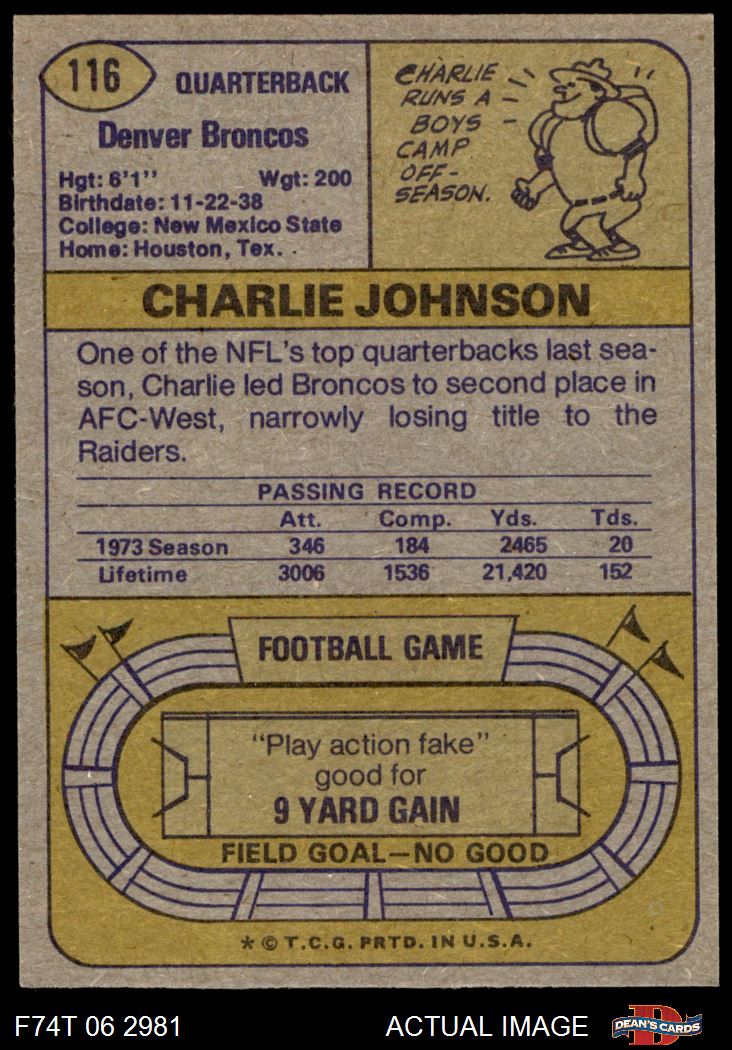 116
QUARTERBACK
Denver Broncos
Hgt: 6'1" Wgt: 200
Birthdate: 11-22-38
College: New Mexico State
Home: Houston, Tex.
CHARLIE
RUNS A
BOYS
CAMP
OFF-
SEASON.
CHARLIE JOHNSON
One of the NFL's top quarterbacks last sea-
son, Charlie led Broncos to second place in
AFC-West, narrowly losing title to the
Raiders.
PASSING RECORD
Att. Comp. Yds. Tds.
1973 Season 346 184 2465 20
Lifetime 3006 1536 21,420 152
FOOTBALL GAME
"Play action fake"
good for
9 YARD GAIN
FIELD GOAL—NO GOOD
* © T.C.G. PRTD. IN U.S.A.
F74T 06 2981 ACTUAL IMAGE D DEAN'S CARDS